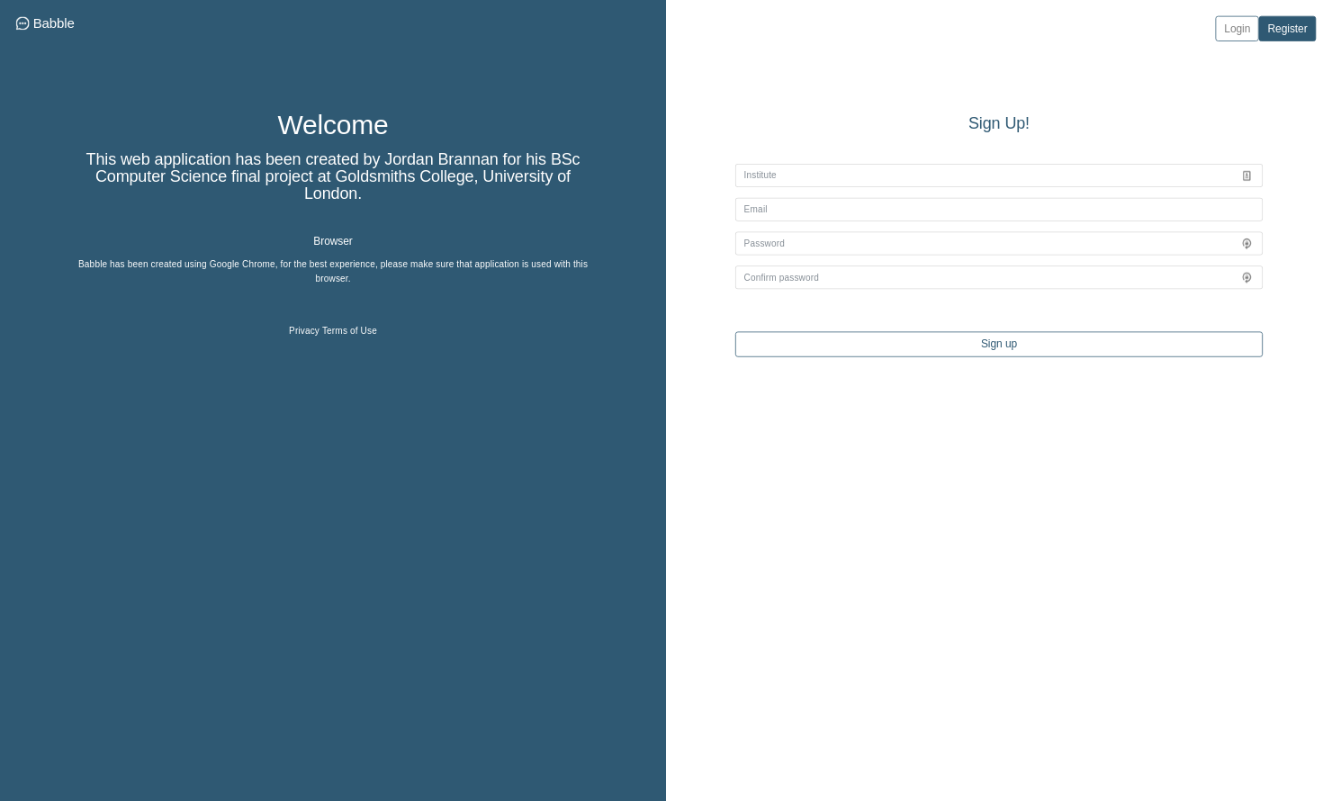 Babble
Login
Register
Welcome
This web application has been created by Jordan Brannan for his BSc
Computer Science final project at Goldsmiths College, University of
London.
Browser
Babble has been created using Google Chrome, for the best experience, please make sure that application is used with this
browser.
Privacy Terms of Use
Sign Up!
Institute
Email
Password
Confirm password
Sign up